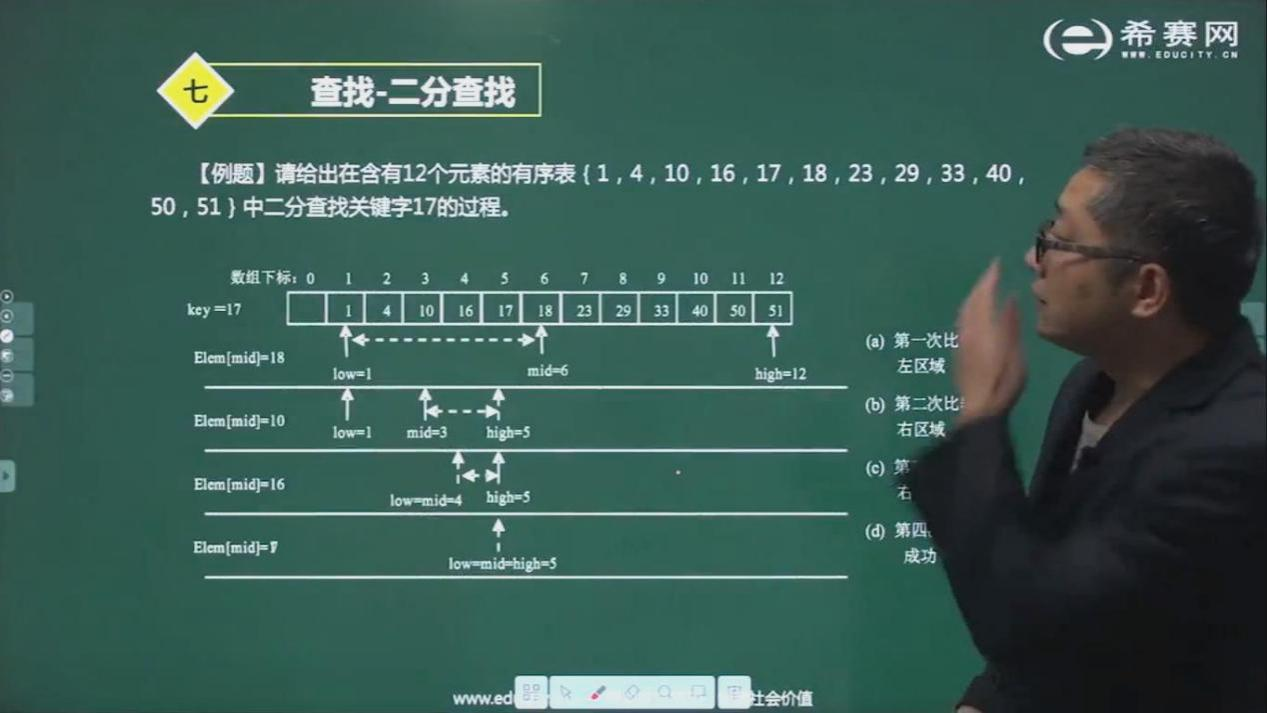 希赛网
WWW.EDUCITY.CN
七
查找-二分查找
【例题】请给出在含有12个元素的有序表{1，4，10，16，17，18，23，29，33，40，
50，51}中二分查找关键字17的过程。
数组下标：0 1 2 3 4 5 6 7 8 9 10 11 12
key=17 1 4 10 16 17 18 23 29 33 40 50 51
(a) 第一次比
左区域
Elem[mid]=18
low=1 mid=6 high=12
(b) 第二次比
右区域
Elem[mid]=10
low=1 mid=3 high=5
(c) 第
右
Elem[mid]=16
low=mid=4 high=5
(d) 第四
成功
Elem[mid]=17
low=mid=high=5
www.edu 社会价值